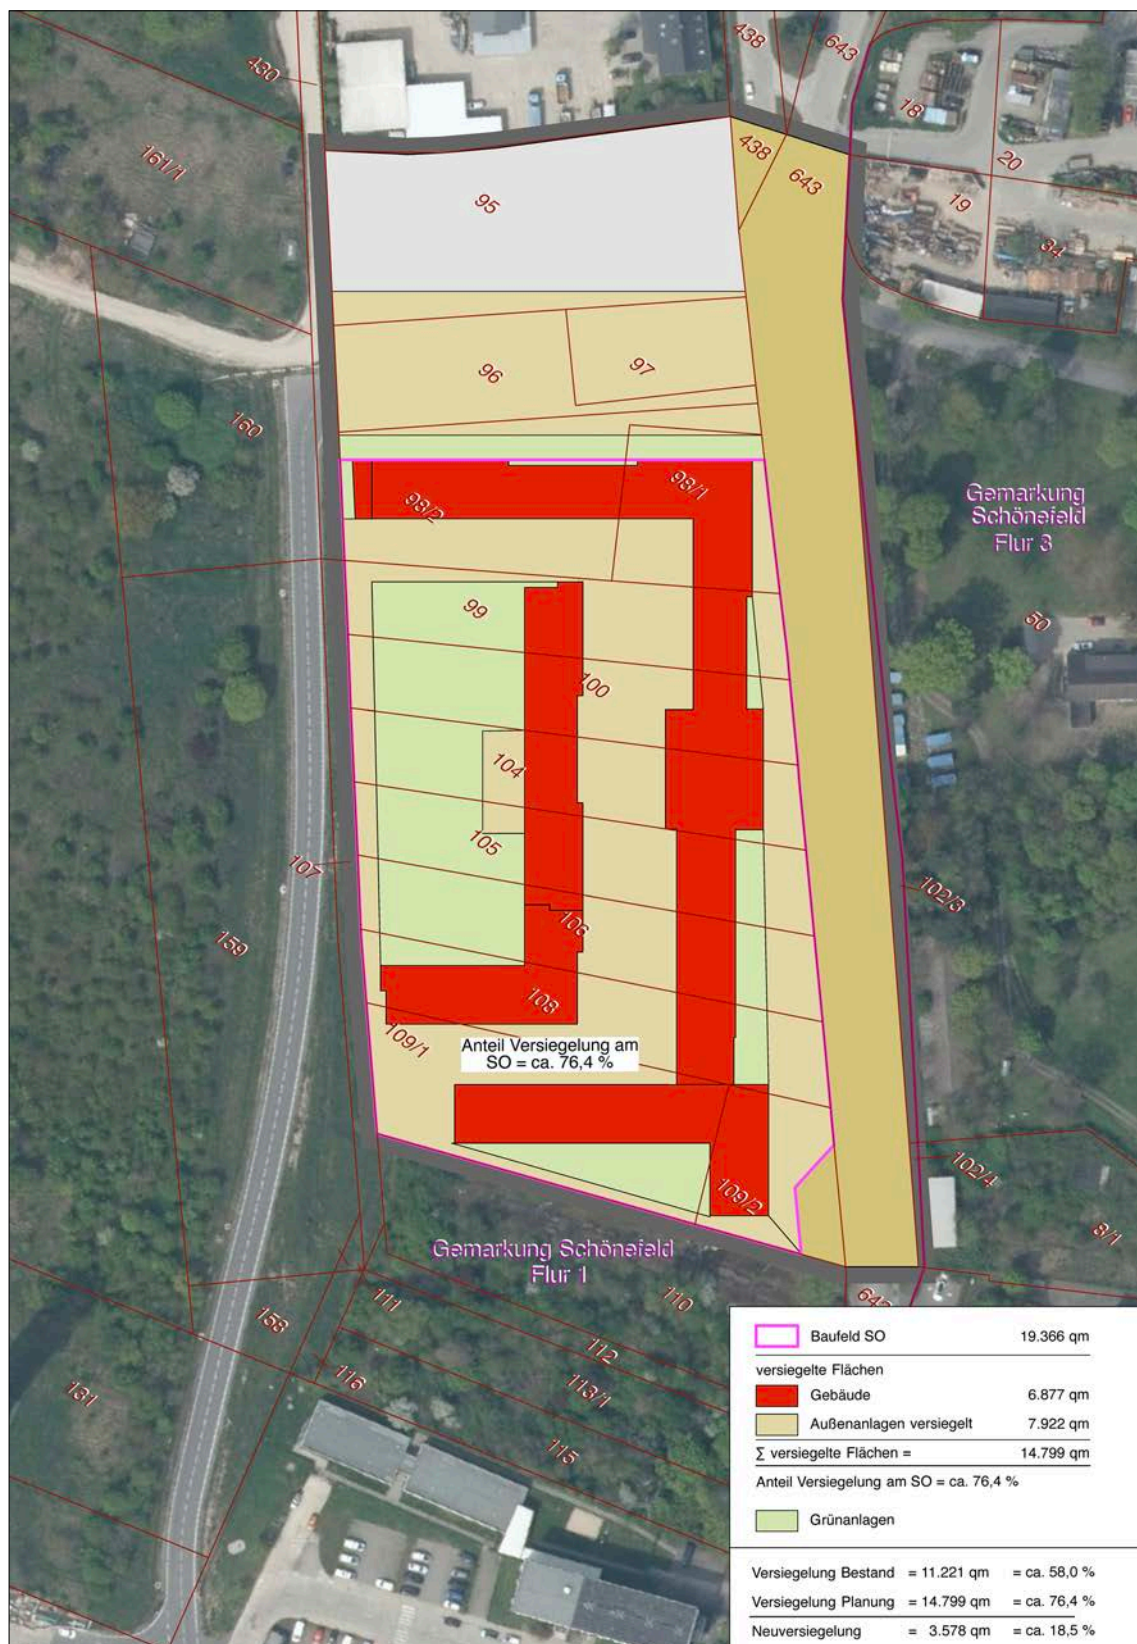 438
643
430
18
161/1
438
20
643
95
19
34
96
97
160
98/1
98/2
Gemarkung
Schönefeld
Flur 3
99
50
100
104
105
107
102/3
106
159
108
109/1
Anteil Versiegelung am
SO = ca. 76,4 %
102/4
109/2
8/1
Gemarkung Schönefeld
Flur 1
110
111
158
112
116
113/1
131
115
Baufeld SO 19.366 qm
versiegelte Flächen
Gebäude 6.877 qm
Außenanlagen versiegelt 7.922 qm
∑ versiegelte Flächen = 14.799 qm
Anteil Versiegelung am SO = ca. 76,4 %
Grünanlagen
Versiegelung Bestand = 11.221 qm = ca. 58,0 %
Versiegelung Planung = 14.799 qm = ca. 76,4 %
Neuversiegelung = 3.578 qm = ca. 18,5 %